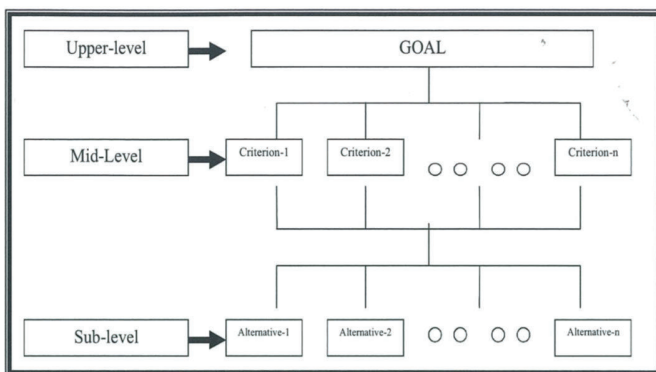 Upper-level GOAL
Mid-Level Criterion-1 Criterion-2 Criterion-n
Sub-level Alternative-1 Alternative-2 Alternative-n